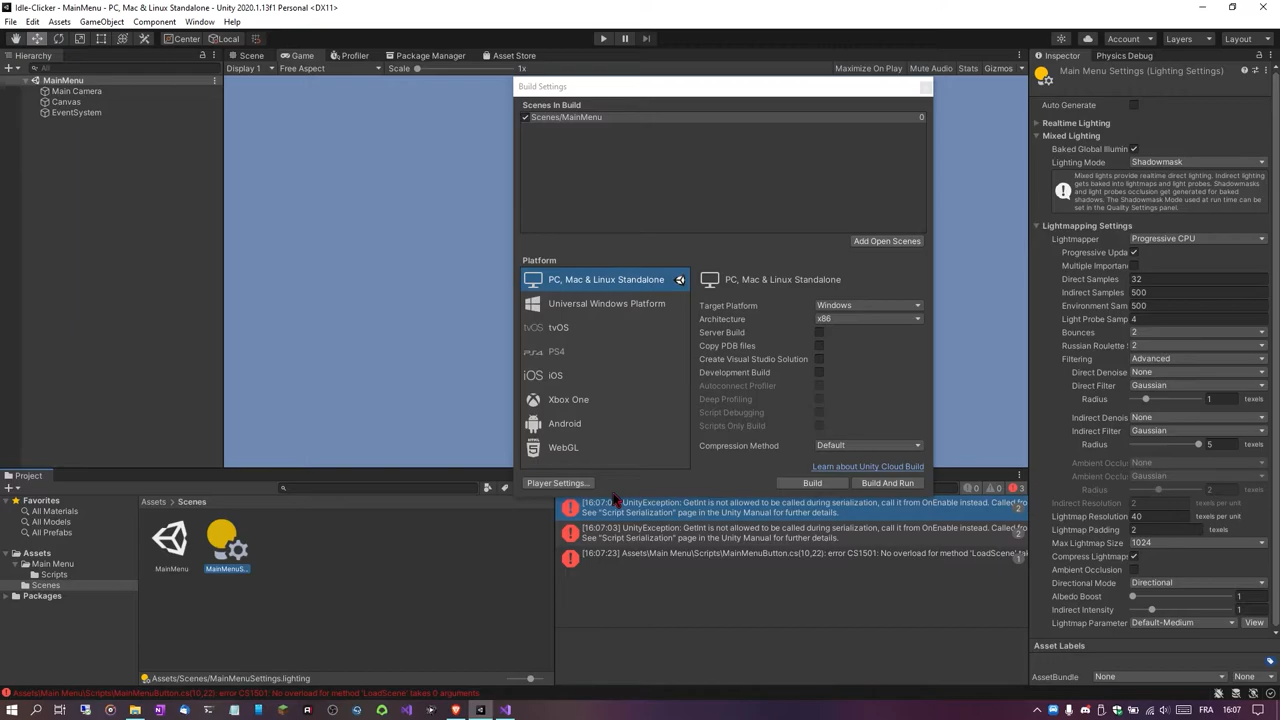 Idle-Clicker - MainMenu - PC, Mac & Linux Standalone - Unity 2020.1.13f1 Personal <DX11>
File Edit Assets GameObject Component Window Help
Center Local Account Layers Layout
Hierarchy Scene Game Profiler Package Manager Asset Store Inspector Physics Debug
All Display 1 Free Aspect Scale 1x Maximize On Play Mute Audio Stats Gizmos
MainMenu
Main Camera
Canvas
EventSystem
Build Settings
Scenes In Build
Scenes/MainMenu 0
Add Open Scenes
Platform
PC, Mac & Linux Standalone
Universal Windows Platform
tvOS tvOS
PS4 PS4
iOS iOS
Xbox One
Android
WebGL
PC, Mac & Linux Standalone
Target Platform Windows
Architecture x86
Server Build
Copy PDB files
Create Visual Studio Solution
Development Build
Autoconnect Profiler
Deep Profiling
Script Debugging
Scripts Only Build
Compression Method Default
Learn about Unity Cloud Build
Player Settings... Build Build And Run
Main Menu Settings (Lighting Settings)
Auto Generate
Realtime Lighting
Mixed Lighting
Baked Global Illumin
Lighting Mode Shadowmask
Mixed lights provide realtime direct lighting. Indirect lighting
gets baked into lightmaps and light probes. Shadowmasks
and light probes occlusion get generated for baked
shadows. The Shadowmask Mode used at run time can be
set in the Quality Settings panel.
Lightmapping Settings
Lightmapper Progressive CPU
Progressive Upda
Multiple Importan
Direct Samples 32
Indirect Samples 500
Environment Sam 500
Light Probe Samp 4
Bounces 2
Russian Roulette 2
Filtering Advanced
Direct Denois None
Direct Filter Gaussian
Radius 1 texels
Indirect Denois None
Indirect Filter Gaussian
Radius 5 texels
Ambient Occlu None
Ambient Occlu Gaussian
Radius 2 texels
Indirect Resolution 2 texels per unit
Lightmap Resolution 40 texels per unit
Lightmap Padding 2 texels
Max Lightmap Size 1024
Compress Lightmap
Ambient Occlusion
Directional Mode Directional
Albedo Boost 1
Indirect Intensity 1
Lightmap Parameter Default-Medium View
Asset Labels
AssetBundle None None
Project
Favorites
All Materials
All Models
All Prefabs
Assets
Main Menu
Scripts
Scenes
Packages
Assets Scenes
MainMenu MainMenuS...
Assets/Scenes/MainMenuSettings.lighting
0 0 3
UnityException: GetInt is not allowed to be called during serialization, call it from OnEnable instead. Called fro
See "Script Serialization" page in the Unity Manual for further details. 2
[16:07:03] UnityException: GetInt is not allowed to be called during serialization, call it from OnEnable instead. Called fro
See "Script Serialization" page in the Unity Manual for further details. 2
[16:07:23] Assets\Main Menu\Scripts\MainMenuButton.cs(10,22): error CS1501: No overload for method 'LoadScene' tak 1
Assets\Main Menu\Scripts\MainMenuButton.cs(10,22): error CS1501: No overload for method 'LoadScene' takes 0 arguments
FR 16:07